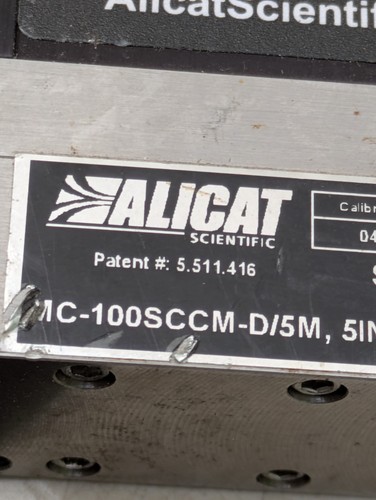 AlicatScientif
ALICAT
SCIENTIFIC
Calibr
04
Patent #: 5.511.416
S
MC-100SCCM-D/5M, 5IN